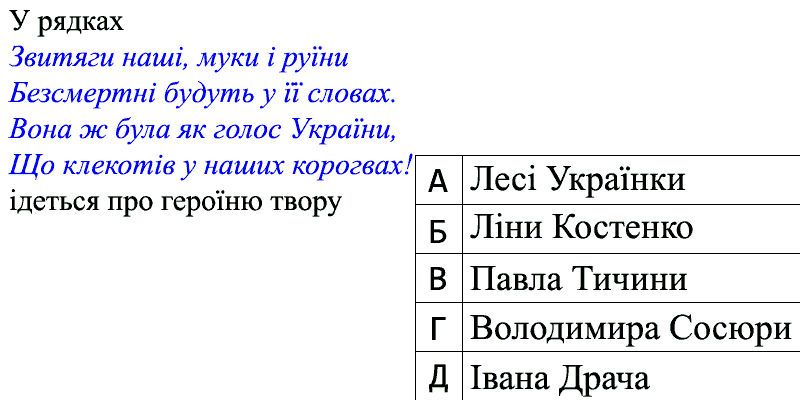 У рядках
Звитяги наші, муки і руїни
Безсмертні будуть у її словах.
Вона ж була як голос України,
Що клекотів у наших корогвах!
ідеться про героїню твору
А Лесі Українки
Б Ліни Костенко
В Павла Тичини
Г Володимира Сосюри
Д Івана Драча